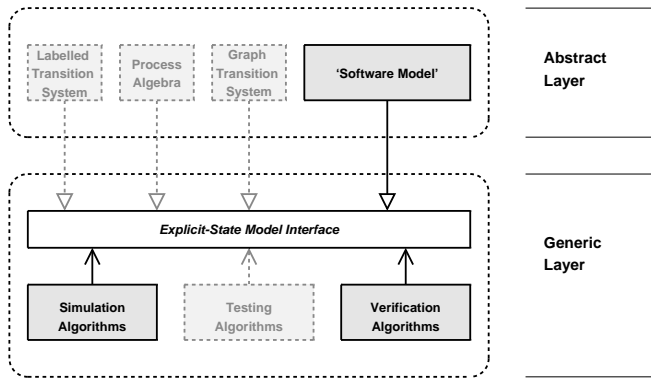 Labelled
Transition
System
Process
Algebra
Graph
Transition
System
‘Software Model’
Abstract
Layer
Explicit-State Model Interface
Generic
Layer
Simulation
Algorithms
Testing
Algorithms
Verification
Algorithms